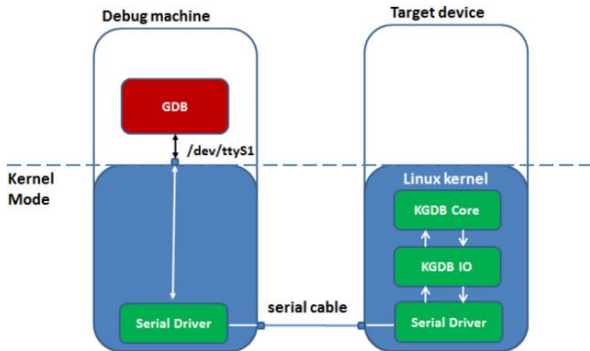 Debug machine
Target device
GDB
/dev/ttyS1
Kernel
Mode
Linux kernel
KGDB Core
KGDB IO
Serial Driver
serial cable
Serial Driver